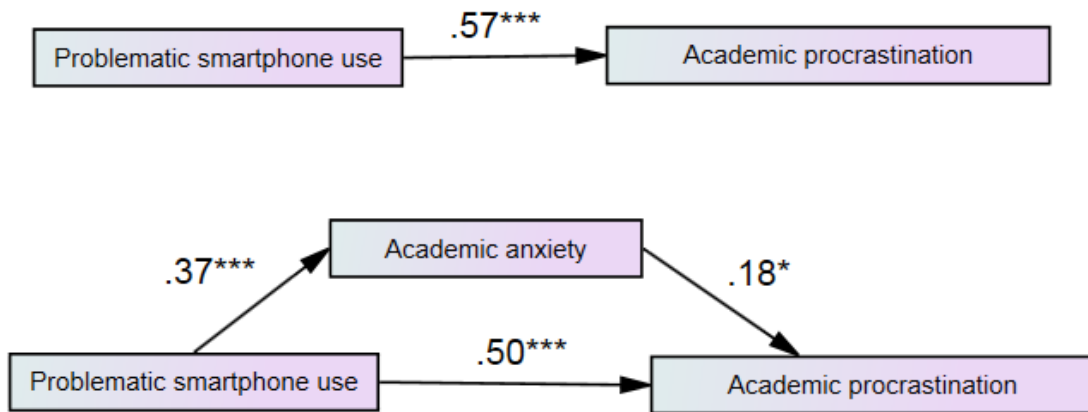 .57***
Problematic smartphone use
Academic procrastination
Academic anxiety
.37***
.18*
.50***
Problematic smartphone use
Academic procrastination